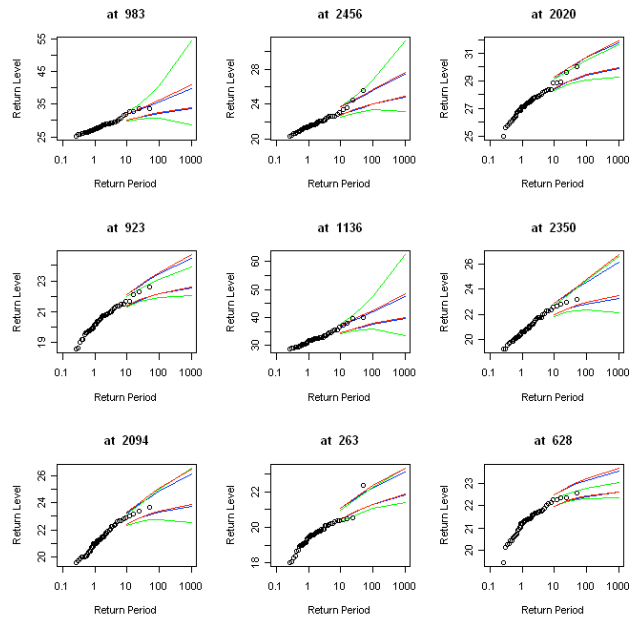 at 983
Return Level
55
45
35
25
0.1 1 10 100 1000
Return Period
at 2456
Return Level
28
24
20
0.1 1 10 100 1000
Return Period
at 2020
Return Level
31
29
27
25
0.1 1 10 100 1000
Return Period
at 923
Return Level
23
21
19
0.1 1 10 100 1000
Return Period
at 1136
Return Level
60
50
40
30
0.1 1 10 100 1000
Return Period
at 2350
Return Level
26
24
22
20
0.1 1 10 100 1000
Return Period
at 2094
Return Level
26
24
22
20
0.1 1 10 100 1000
Return Period
at 263
Return Level
22
20
18
0.1 1 10 100 1000
Return Period
at 628
Return Level
23
22
21
20
0.1 1 10 100 1000
Return Period